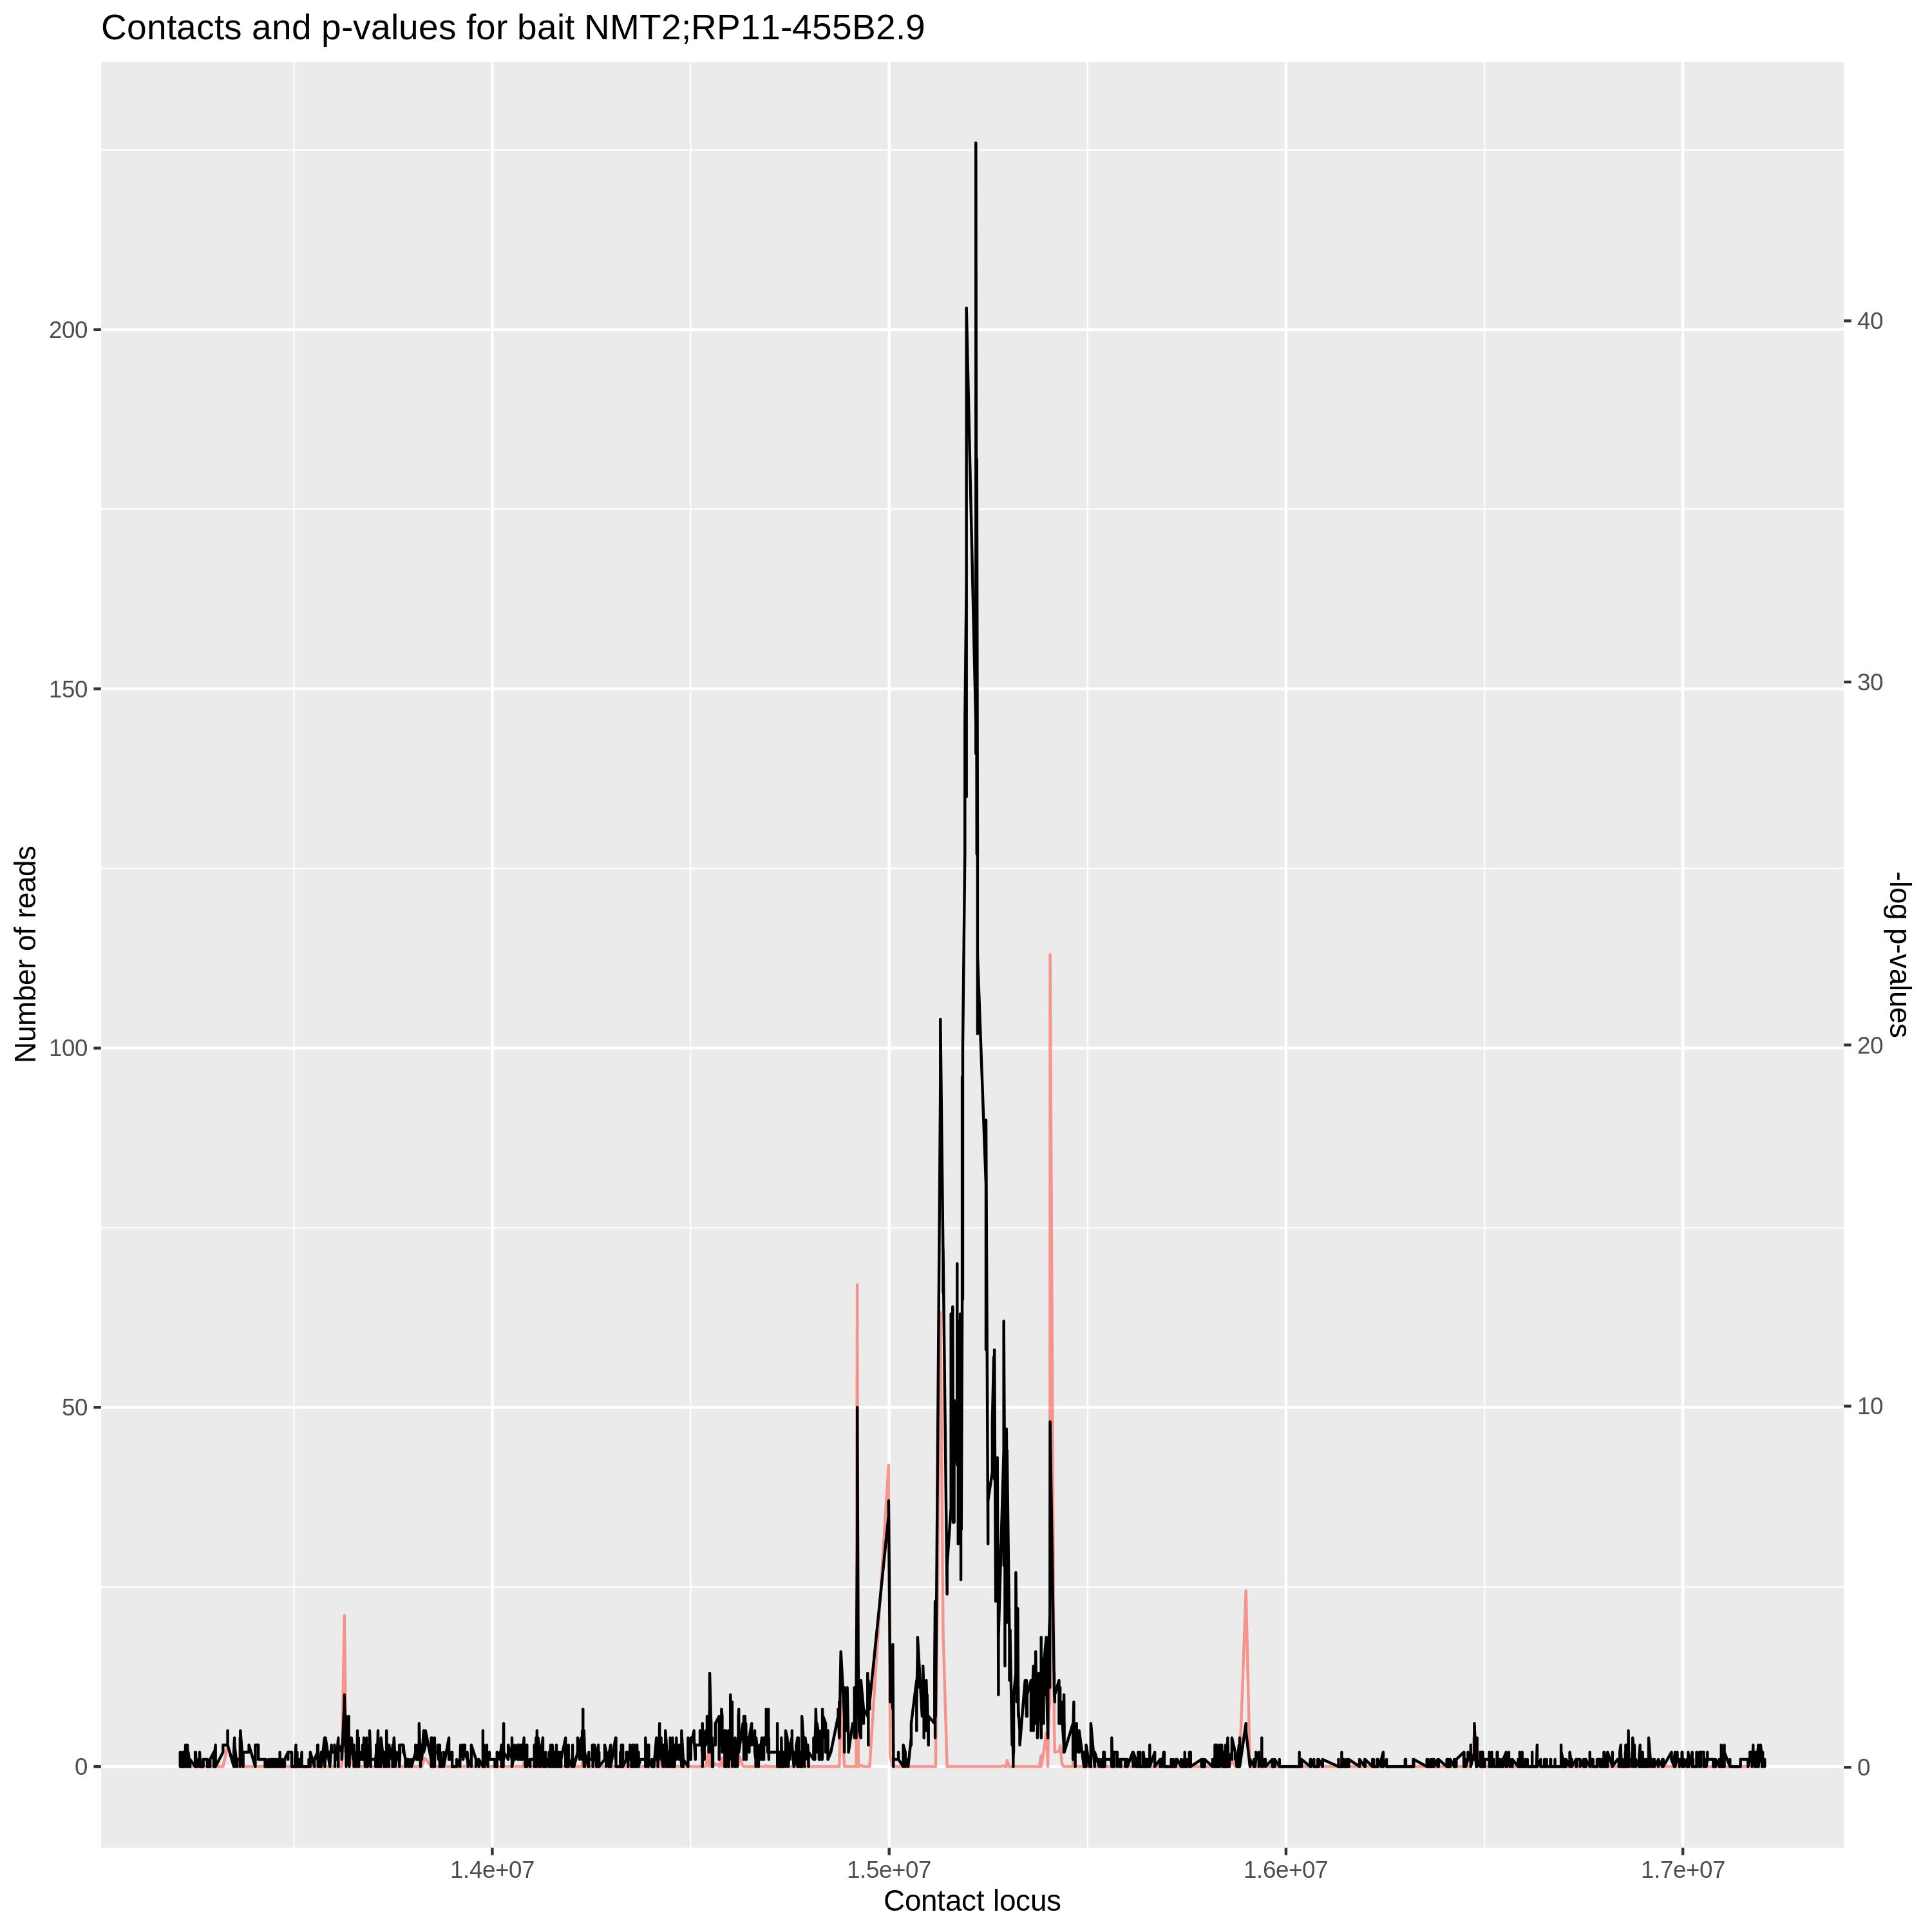 Contacts and p-values for bait NMT2;RP11-455B2.9
Number of reads
200
150
100
50
0
40
30
20
10
0
-log p-values
1.4e+07
1.5e+07
1.6e+07
1.7e+07
Contact locus